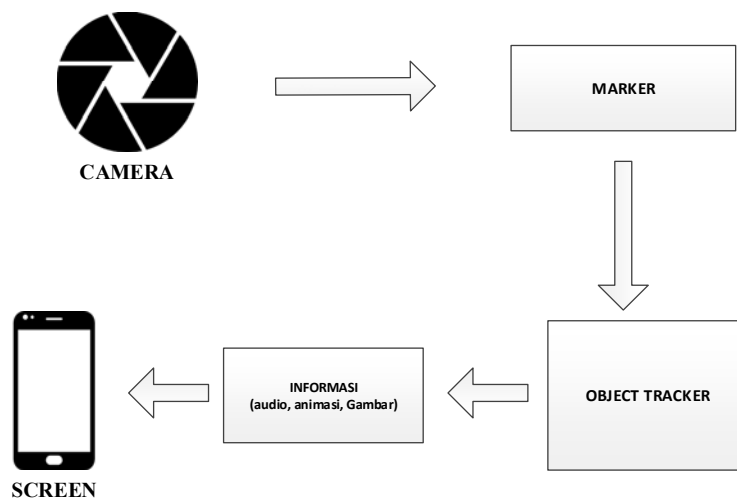 CAMERA
MARKER
OBJECT TRACKER
INFORMASI
(audio, animasi, Gambar)
SCREEN